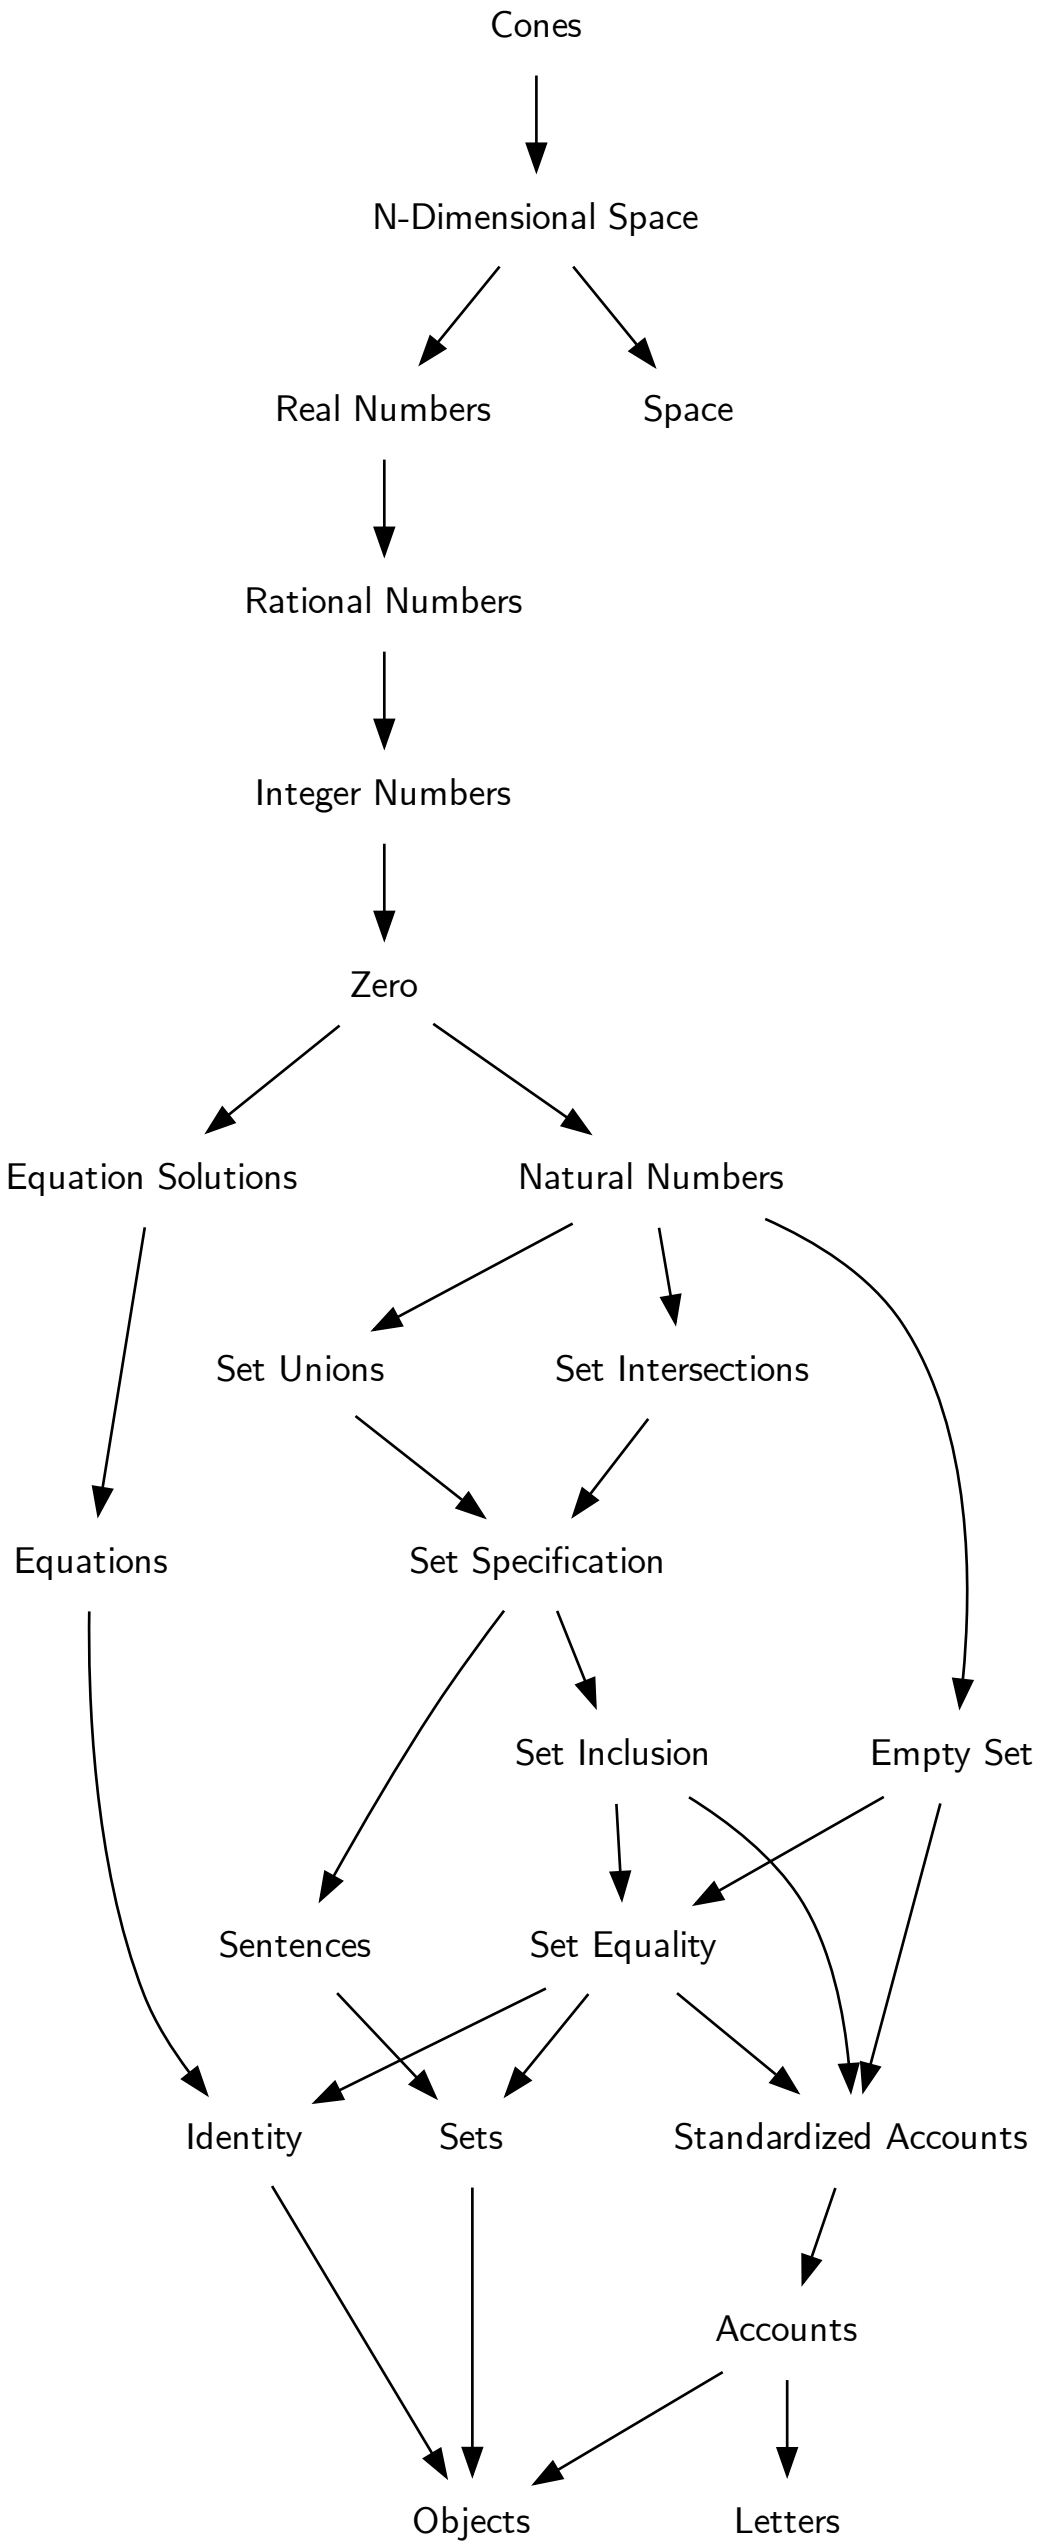 Cones
N-Dimensional Space
Real Numbers
Space
Rational Numbers
Integer Numbers
Zero
Equation Solutions
Natural Numbers
Set Unions
Set Intersections
Equations
Set Specification
Set Inclusion
Empty Set
Sentences
Set Equality
Identity
Sets
Standardized Accounts
Accounts
Objects
Letters